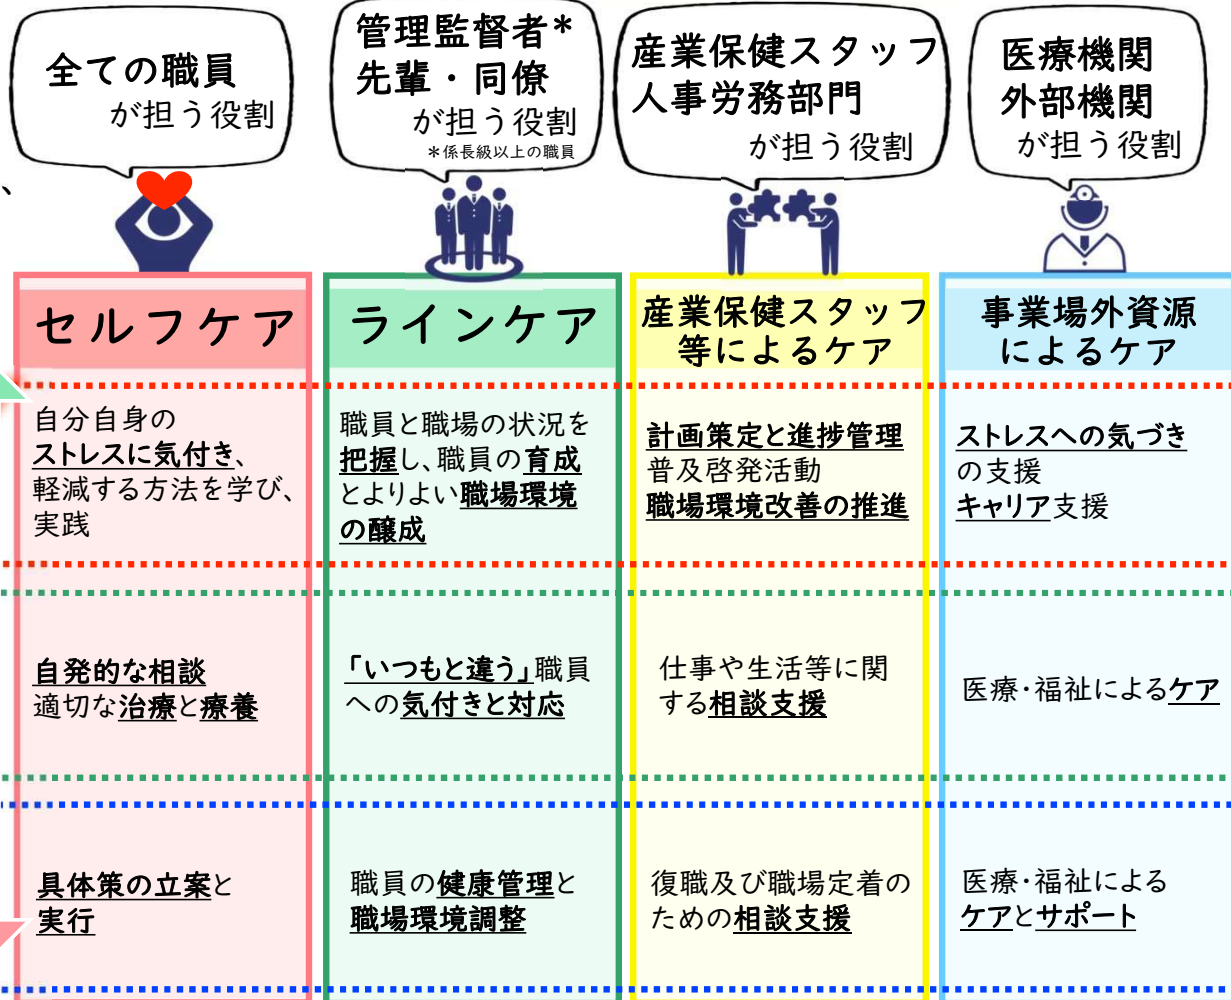 全ての職員
が担う役割
管理監督者*
先輩・同僚
が担う役割
*係長級以上の職員
産業保健スタッフ
人事労務部門
が担う役割
医療機関
外部機関
が担う役割
、
セルフケア
ラインケア
産業保健スタッフ
等によるケア
事業場外資源
によるケア
自分自身の
ストレスに気付き、
軽減する方法を学び、
実践
職員と職場の状況を
把握し、職員の育成
とよりよい職場環境
の醸成
計画策定と進捗管理
普及啓発活動
職場環境改善の推進
ストレスへの気づき
の支援
キャリア支援
自発的な相談
適切な治療と療養
「いつもと違う」職員
への気付きと対応
仕事や生活等に関
する相談支援
医療・福祉によるケア
具体策の立案と
実行
職員の健康管理と
職場環境調整
復職及び職場定着の
ための相談支援
医療・福祉による
ケアとサポート